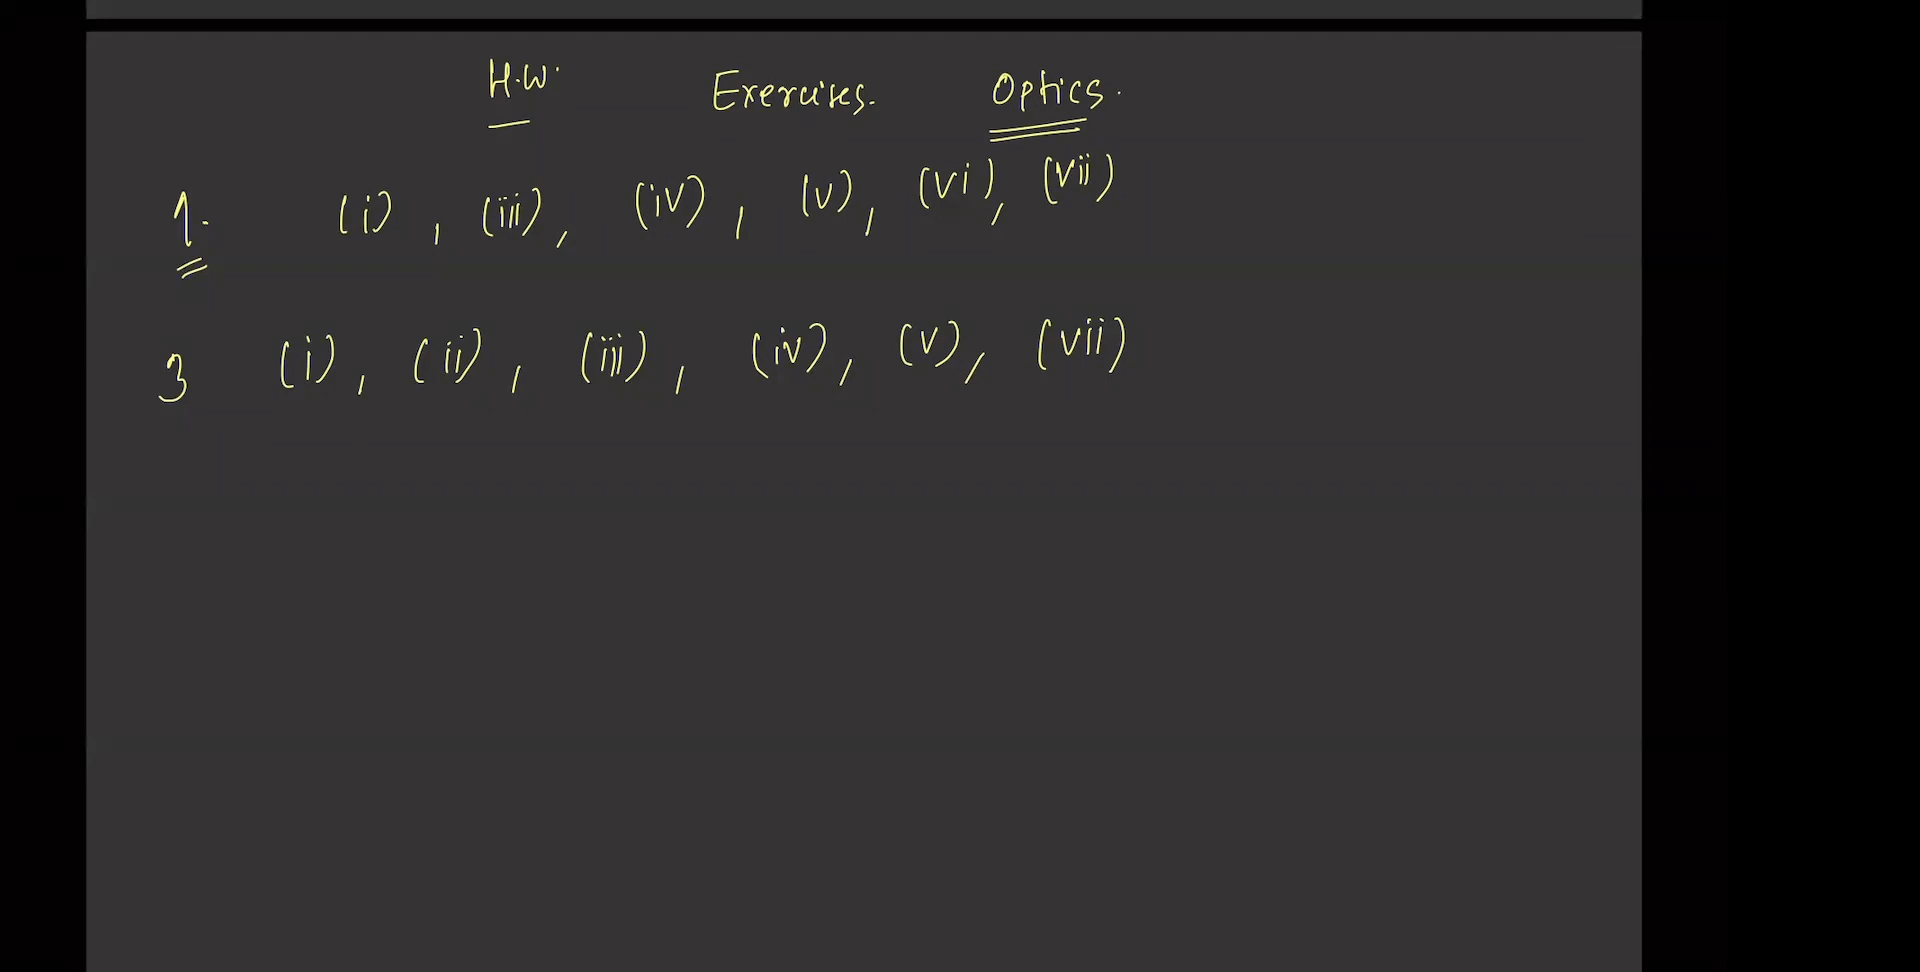 H.W. Exercises. Optics.
1. (i), (iii), (iv), (v), (vi), (vii)
3 (i), (ii), (iii), (iv), (v), (vii)